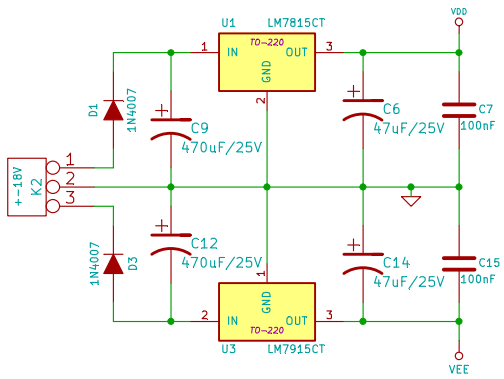 U1
LM7815CT
VDD
TO-220
1
IN
OUT
3
GND
2
D1
1N4007
C9
470uF/25V
C6
47uF/25V
C7
100nF
+-18V
K2
1
2
3
1N4007
D3
C12
470uF/25V
C14
47uF/25V
C15
100nF
1
GND
2
IN
OUT
3
TO-220
U3
LM7915CT
VEE